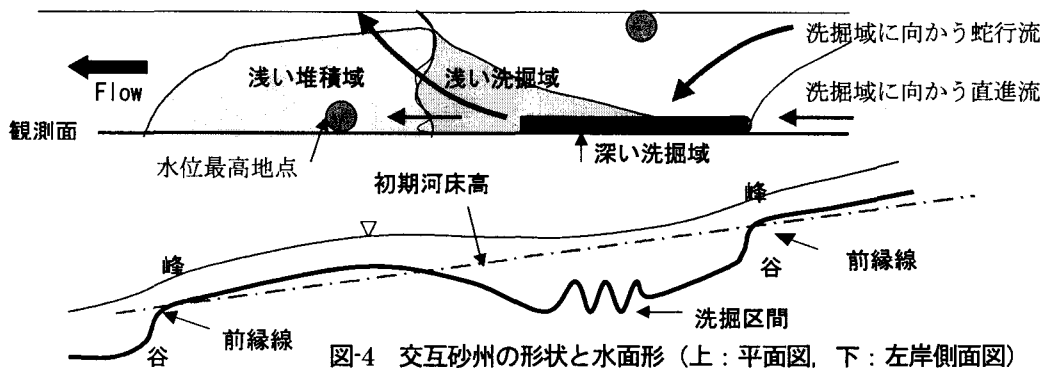 洗掘域に向かう蛇行流
浅い堆積域
浅い洗掘域
Flow
洗掘域に向かう直進流
観測面
水位最高地点
深い洗掘域
初期河床高
峰
▽
峰
谷
前縁線
前縁線
洗掘区間
谷
図-4 交互砂州の形状と水面形(上:平面図,下:左岸側面図)